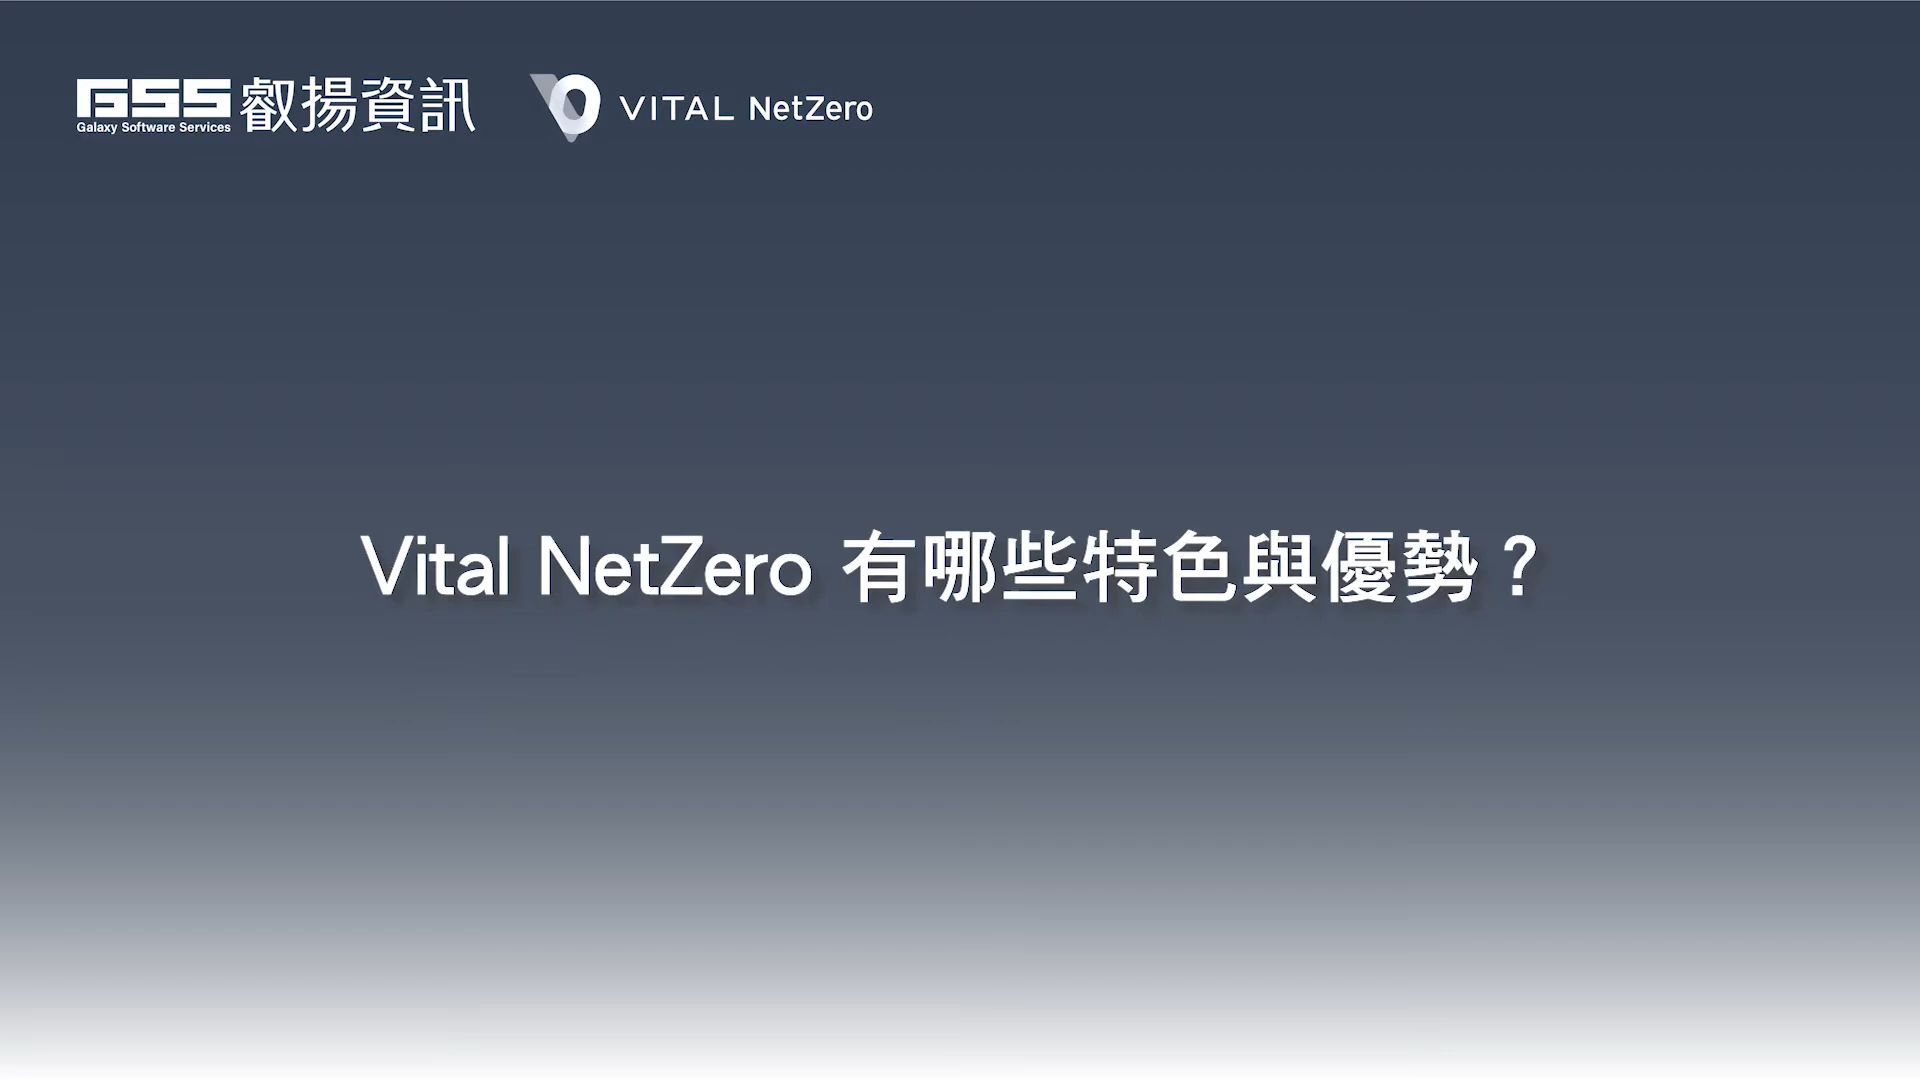 GSS 叡揚資訊
Galaxy Software Services
VITAL NetZero
Vital NetZero 有哪些特色與優勢？